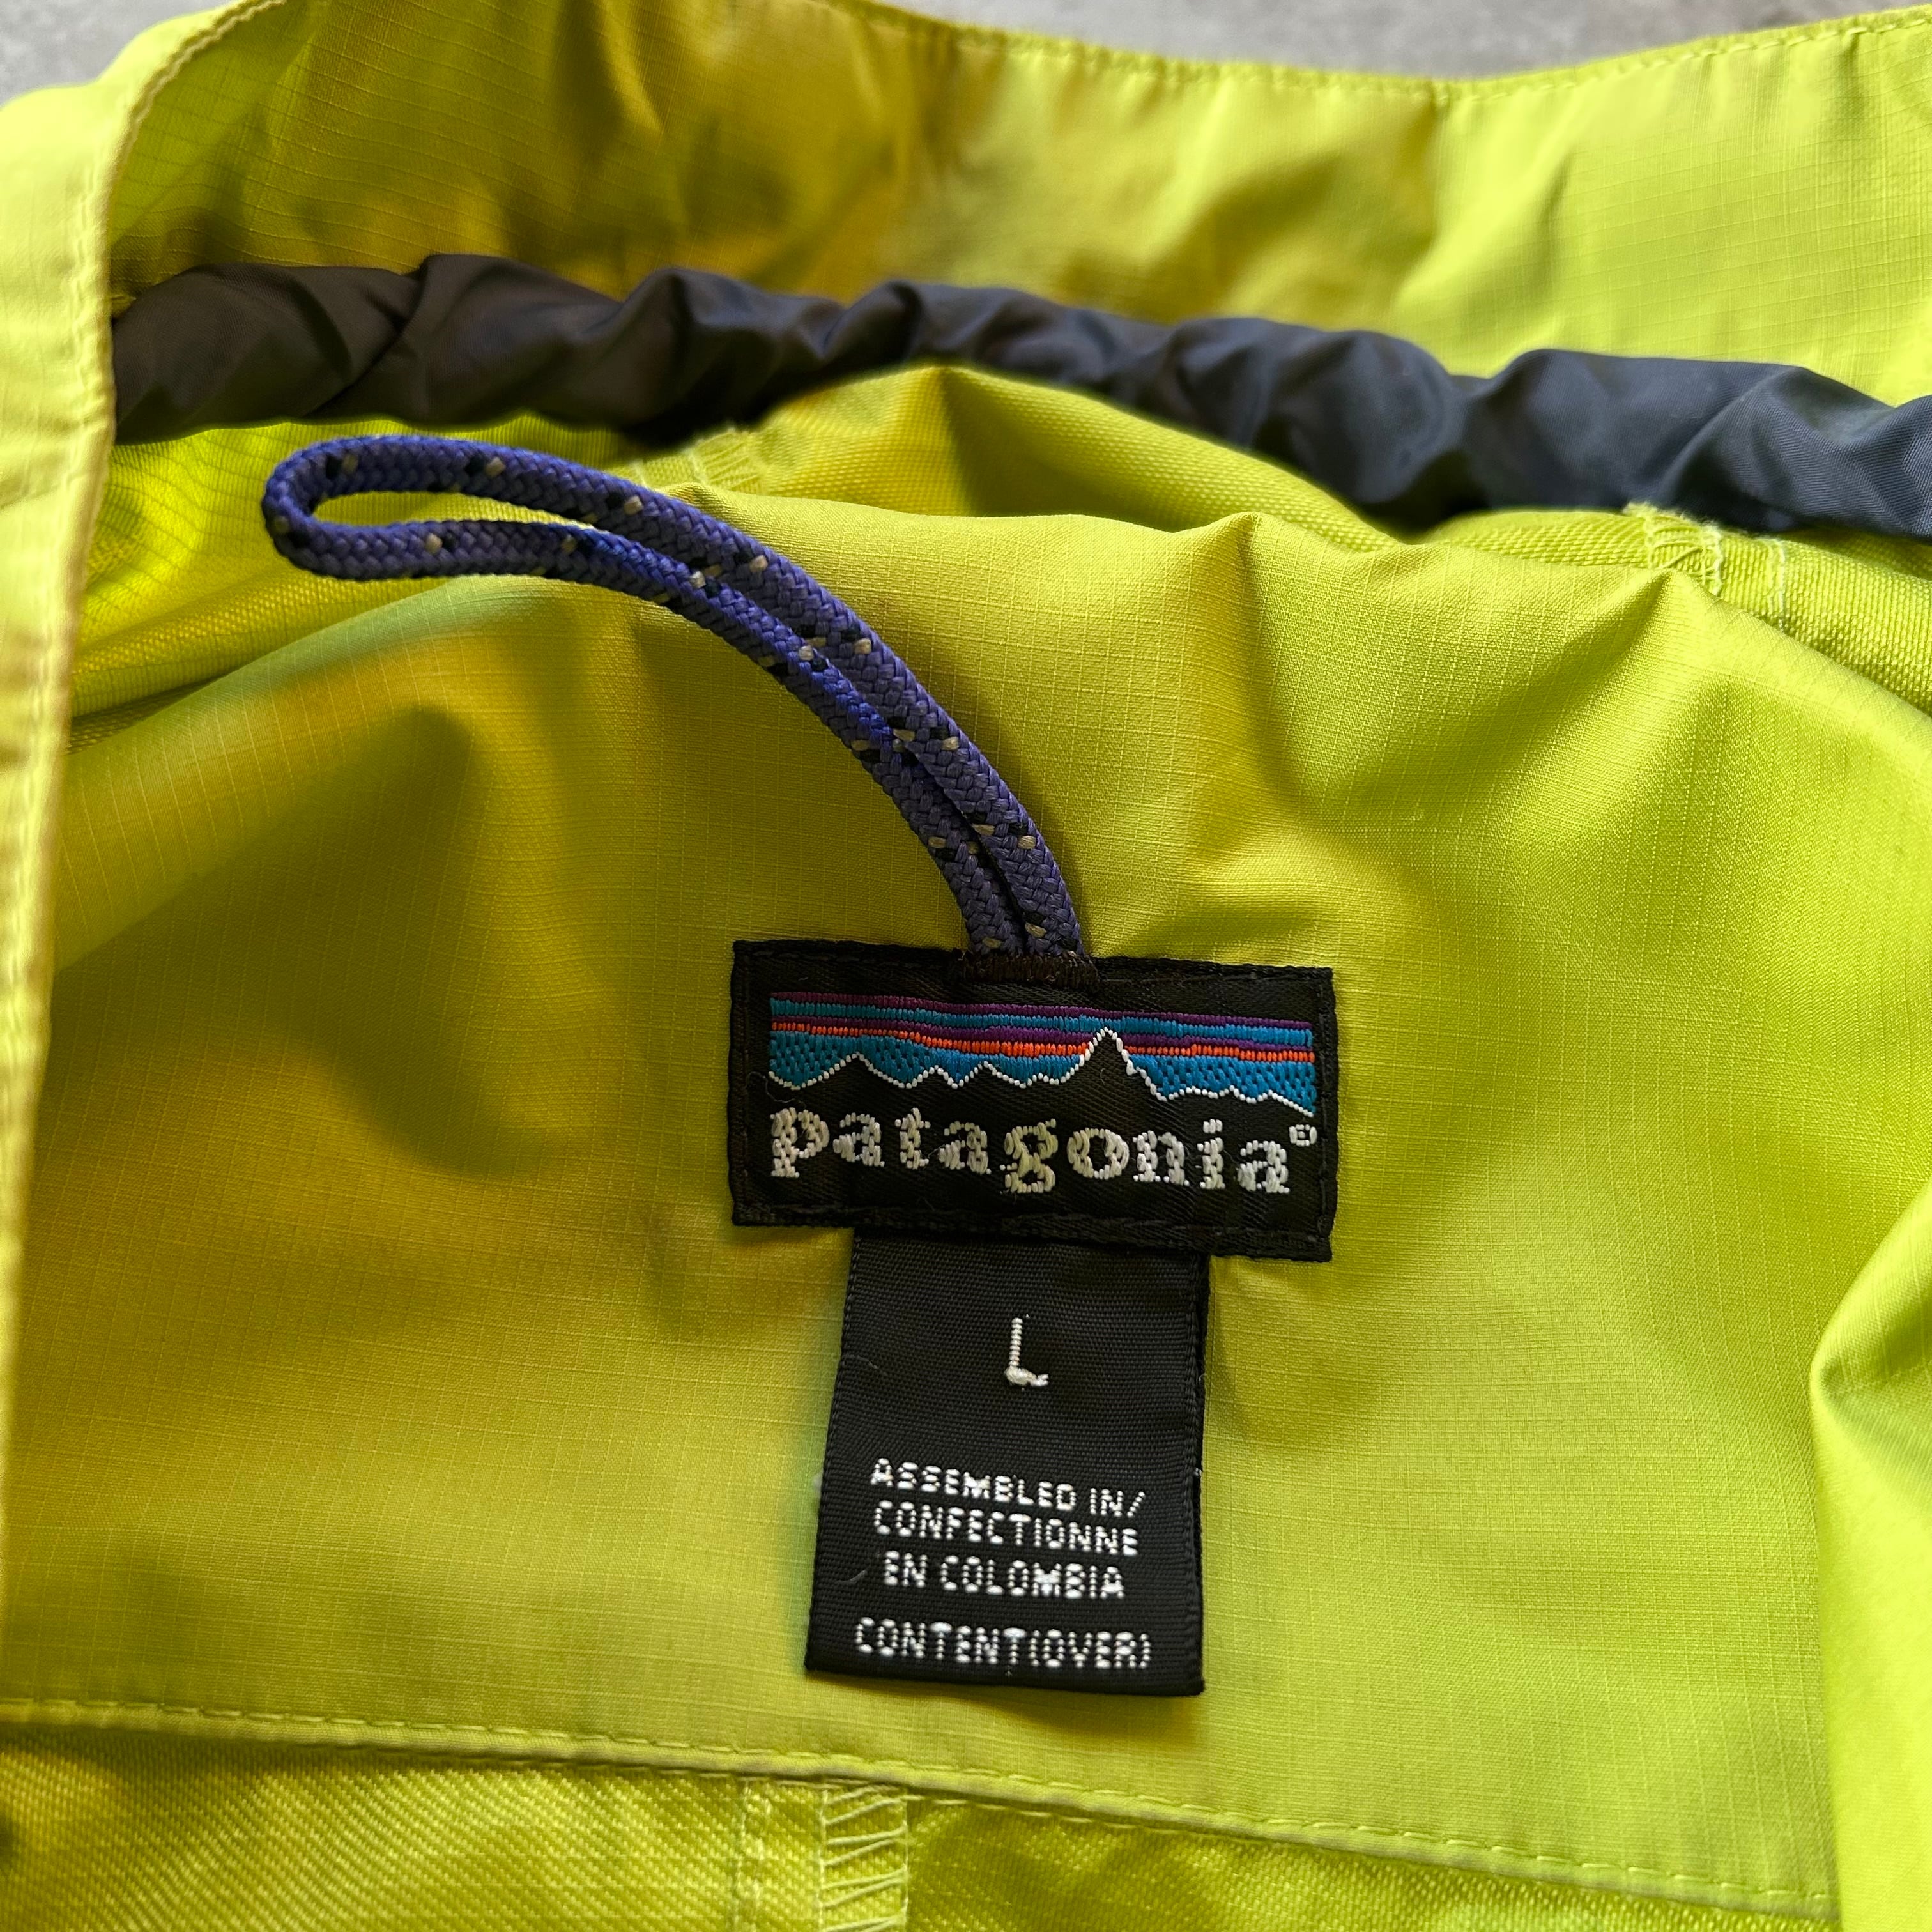 patagonia®
L
ASSEMBLED IN/
CONFECTIONNE
EN COLOMBIA
CONTENT(OVER)